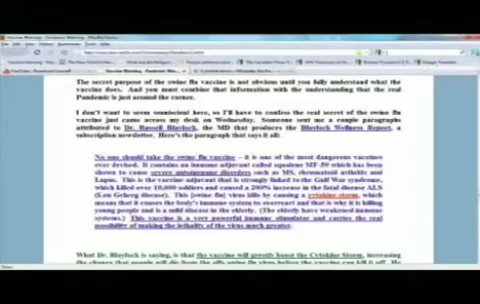 The secret purpose of the swine flu vaccine is not obvious until you fully understand what the
vaccine does. And you must combine that information with the understanding that the real
Pandemic is just around the corner.
I don't want to seem omniscient here, so I'll have to confess the real secret of the swine flu
vaccine just came across my desk on Wednesday. Someone sent me a couple paragraphs
attributed to Dr. Russell Blaylock, the MD that produces the Blaylock Wellness Report, a
subscription newsletter. Here's the paragraph that says it all:
No one should take the swine flu vaccine - it is one of the most dangerous vaccines
ever devised. It contains an immune adjuvant called squalene MF-59 which has been
shown to cause severe autoimmune disorders such as MS, rheumatoid arthritis and
Lupus. This is the vaccine adjuvant that is strongly linked to the Gulf War syndrome,
which killed over 10,000 soldiers and caused a 200% increase in the fatal disease ALS
(Lou Gehrig disease). This [swine flu] virus kills by causing a cytokine storm, which
means that it causes the body's immune system to overreact and that is why it is killing
young people and is a mild disease in the elderly. (The elderly have weakened immune
systems.) This vaccine is a very powerful immune stimulator and carries the real
possibility of making the lethality of the virus much greater.
What Dr. Blaylock is saying, is that the vaccine will greatly boost the Cytokine Storm, increasing
the chance that people will die from the